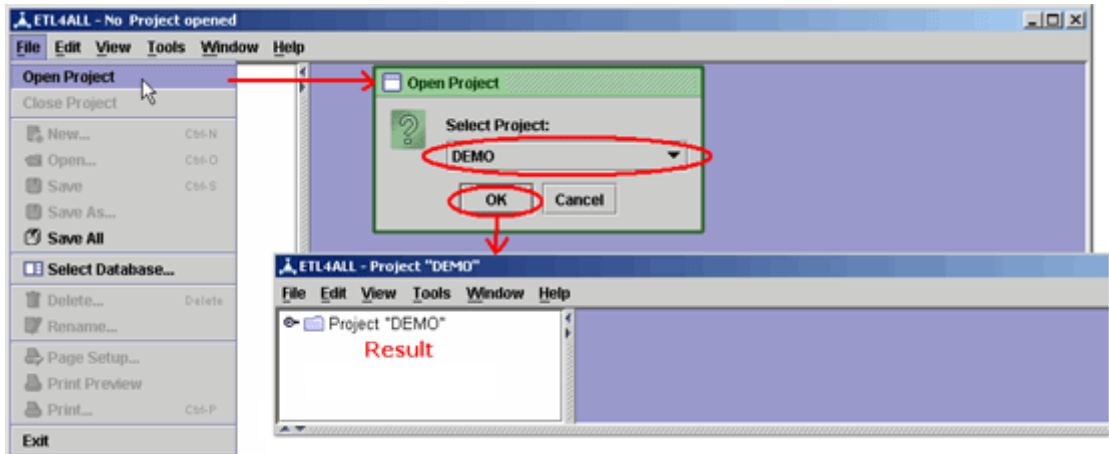 ETL4ALL - No Project opened
File Edit View Tools Window Help
Open Project
Close Project
New... Ctrl-N
Open... Ctrl-O
Save Ctrl-S
Save As...
Save All
Select Database...
Delete... Delete
Rename...
Page Setup...
Print Preview
Print... Ctrl-P
Exit
Open Project
Select Project:
DEMO
OK Cancel
ETL4ALL - Project "DEMO"
File Edit View Tools Window Help
Project "DEMO"
Result